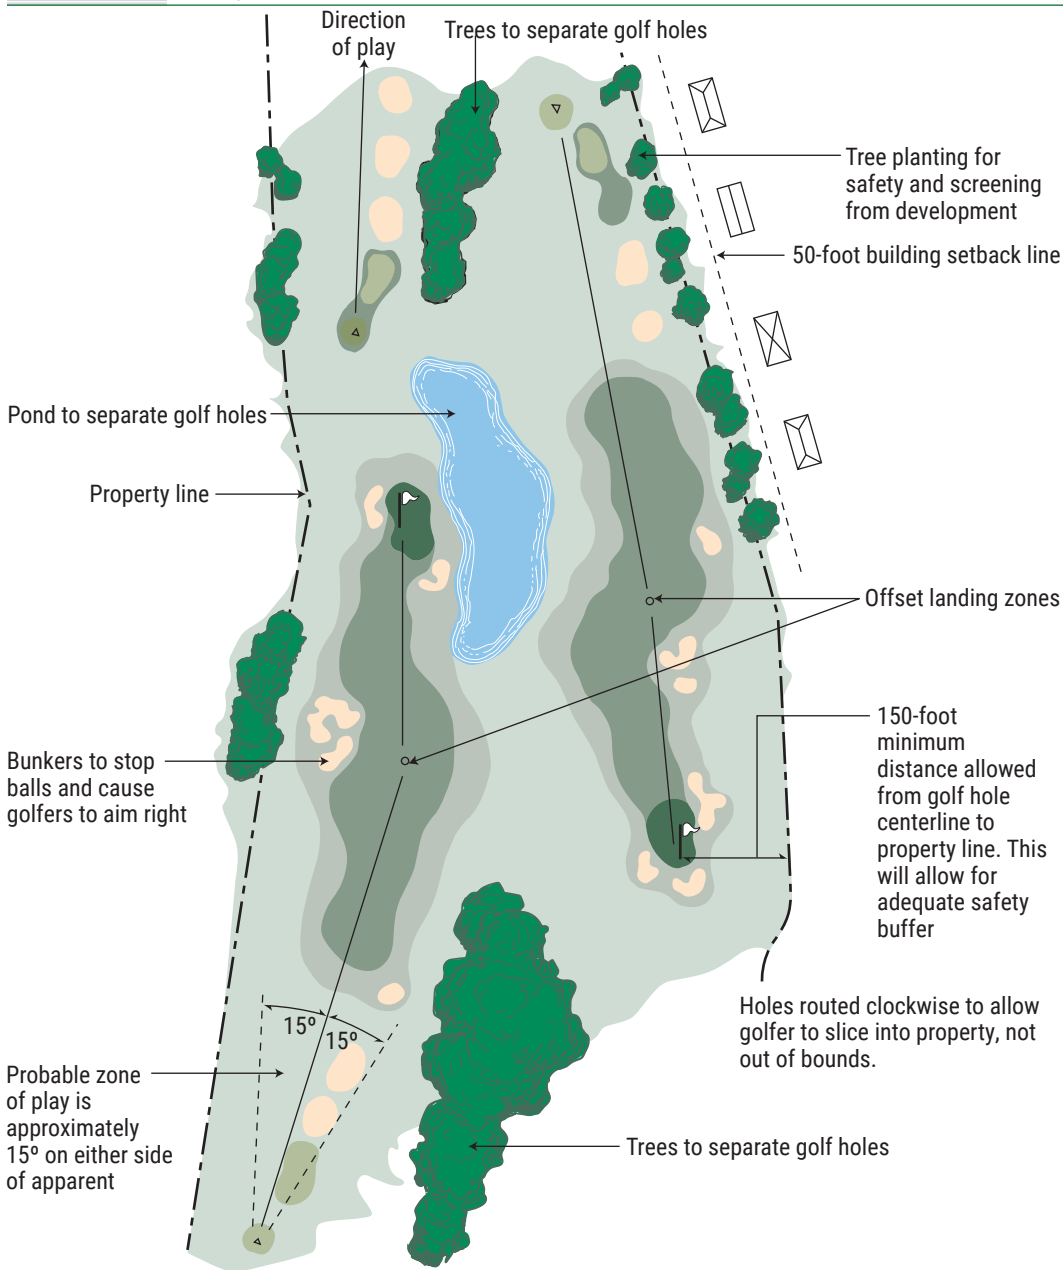 Direction
of play
Trees to separate golf holes
Tree planting for
safety and screening
from development
50-foot building setback line
Pond to separate golf holes
Property line
Offset landing zones
150-foot
minimum
distance allowed
from golf hole
centerline to
property line. This
will allow for
adequate safety
buffer
Bunkers to stop
balls and cause
golfers to aim right
Holes routed clockwise to allow
golfer to slice into property, not
out of bounds.
15º
15º
Probable zone
of play is
approximately
15º on either side
of apparent
Trees to separate golf holes